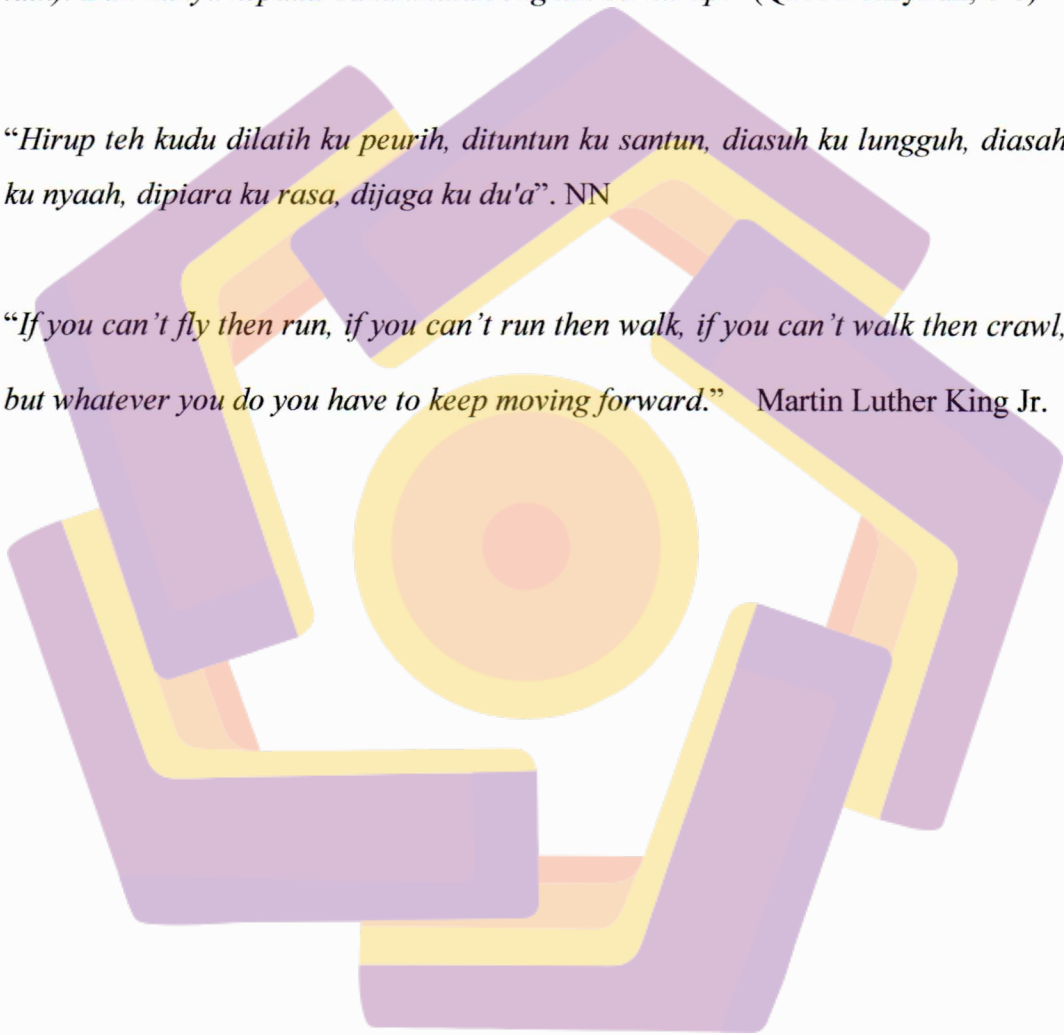 “Hirup teh kudu dilatih ku peurih, dituntun ku santun, diasuh ku lungguh, diasah
ku nyaah, dipiara ku rasa, dijaga ku du'a”. NN
“If you can’t fly then run, if you can’t run then walk, if you can’t walk then crawl,
but whatever you do you have to keep moving forward.” Martin Luther King Jr.